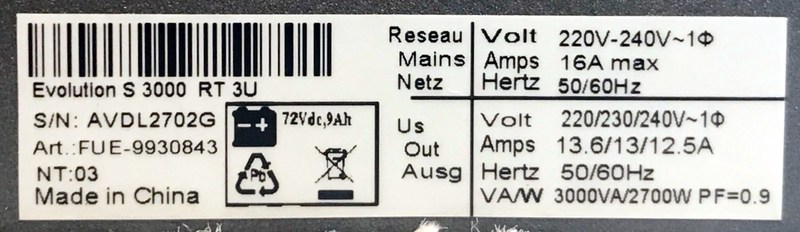 Evolution S 3000 RT 3U
S/N: AVDL2702G
Art.:FUE-9930843
NT:03
Made in China
72Vdc,9Ah
Pb
Reseau Volt 220V-240V~1Φ
Mains Amps 16A max
Netz Hertz 50/60Hz
Us Volt 220/230/240V~1Φ
Out Amps 13.6/13/12.5A
Ausg Hertz 50/60Hz
VA/W 3000VA/2700W PF=0.9